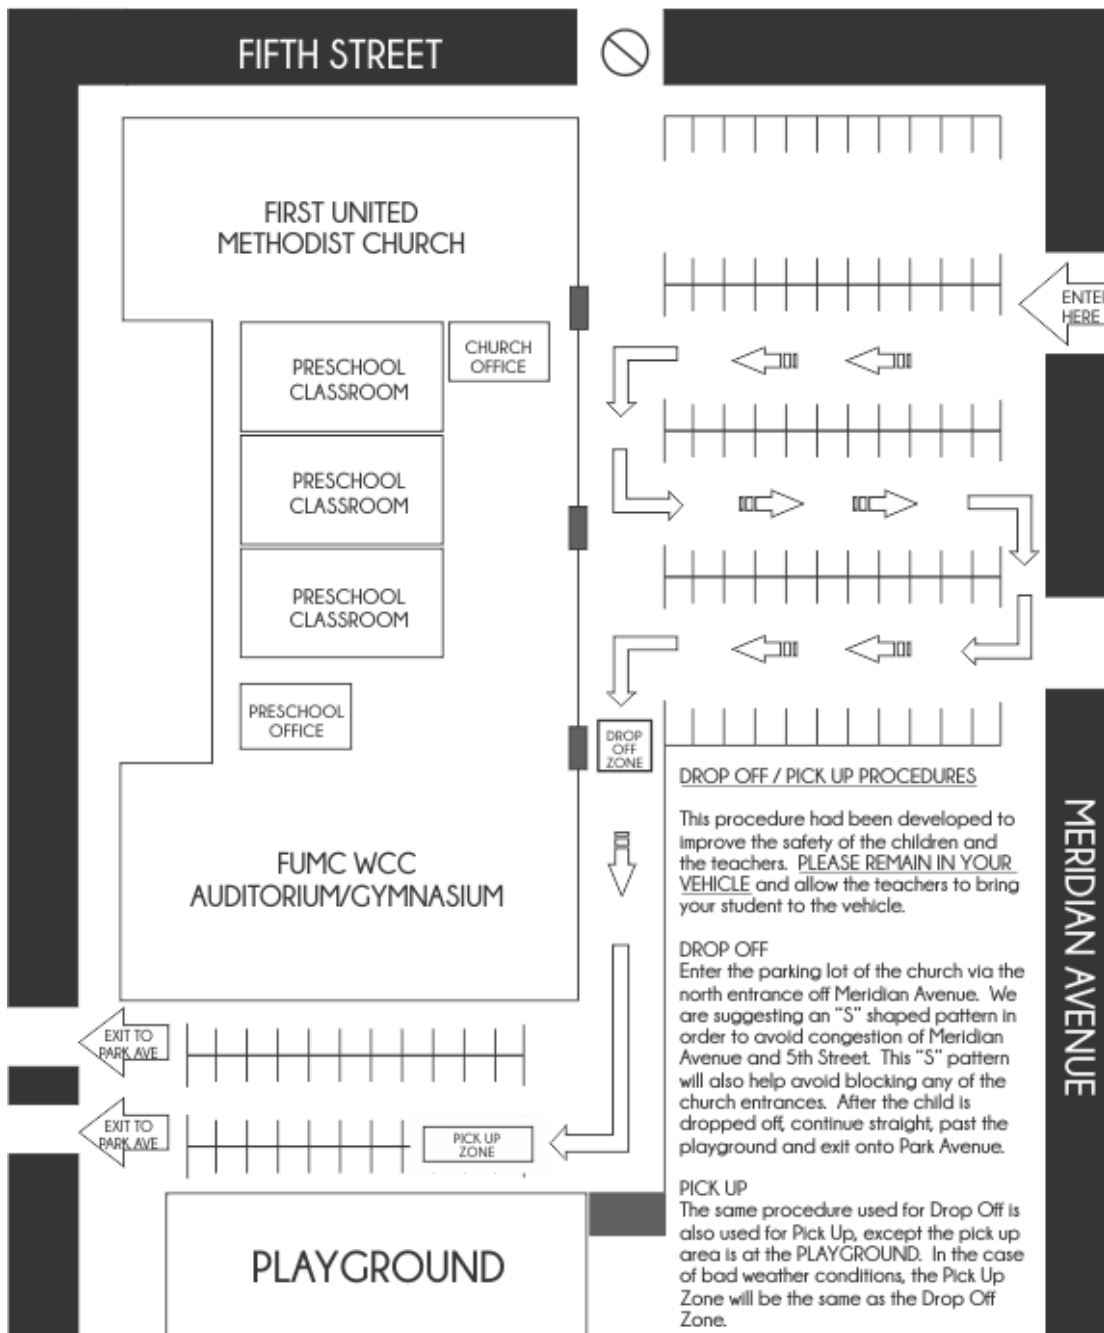 FIFTH STREET
FIRST UNITED
METHODIST CHURCH
ENTER
HERE
CHURCH
OFFICE
PRESCHOOL
CLASSROOM
PRESCHOOL
CLASSROOM
PRESCHOOL
CLASSROOM
PRESCHOOL
OFFICE
DROP
OFF
ZONE
FUMC WCC
AUDITORIUM/GYMNASIUM
MERIDIAN AVENUE
DROP OFF / PICK UP PROCEDURES
This procedure had been developed to
improve the safety of the children and
the teachers. PLEASE REMAIN IN YOUR
VEHICLE and allow the teachers to bring
your student to the vehicle.
DROP OFF
Enter the parking lot of the church via the
north entrance off Meridian Avenue. We
are suggesting an "S" shaped pattern in
order to avoid congestion of Meridian
Avenue and 5th Street. This "S" pattern
will also help avoid blocking any of the
church entrances. After the child is
dropped off, continue straight, past the
playground and exit onto Park Avenue.
PICK UP
The same procedure used for Drop Off is
also used for Pick Up, except the pick up
area is at the PLAYGROUND. In the case
of bad weather conditions, the Pick Up
Zone will be the same as the Drop Off
Zone.
EXIT TO
PARK AVE
EXIT TO
PARK AVE
PICK UP
ZONE
PLAYGROUND